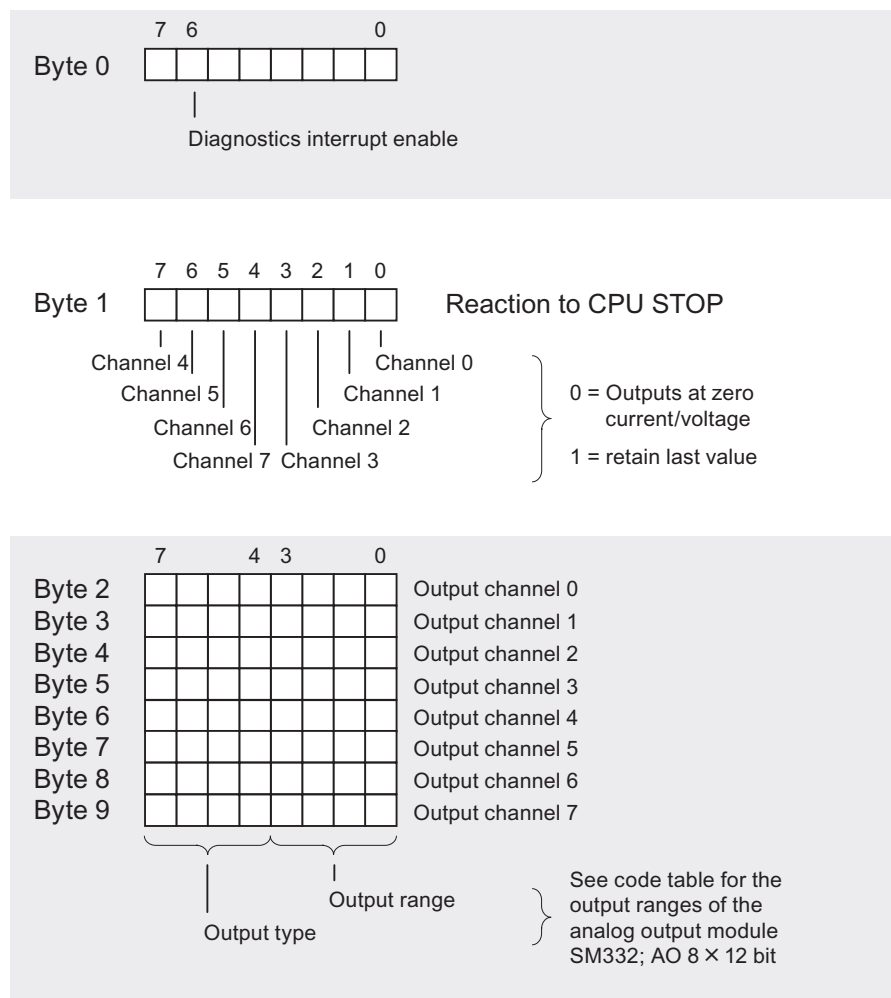 7 6 0
Byte 0
Diagnostics interrupt enable
7 6 5 4 3 2 1 0
Byte 1
Reaction to CPU STOP
Channel 4
Channel 0
Channel 5
Channel 1
Channel 6
Channel 2
Channel 7
Channel 3
0 = Outputs at zero
current/voltage
1 = retain last value
7 4 3 0
Byte 2 Output channel 0
Byte 3 Output channel 1
Byte 4 Output channel 2
Byte 5 Output channel 3
Byte 6 Output channel 4
Byte 7 Output channel 5
Byte 8 Output channel 6
Byte 9 Output channel 7
Output range
Output type
See code table for the
output ranges of the
analog output module
SM332; AO 8 × 12 bit